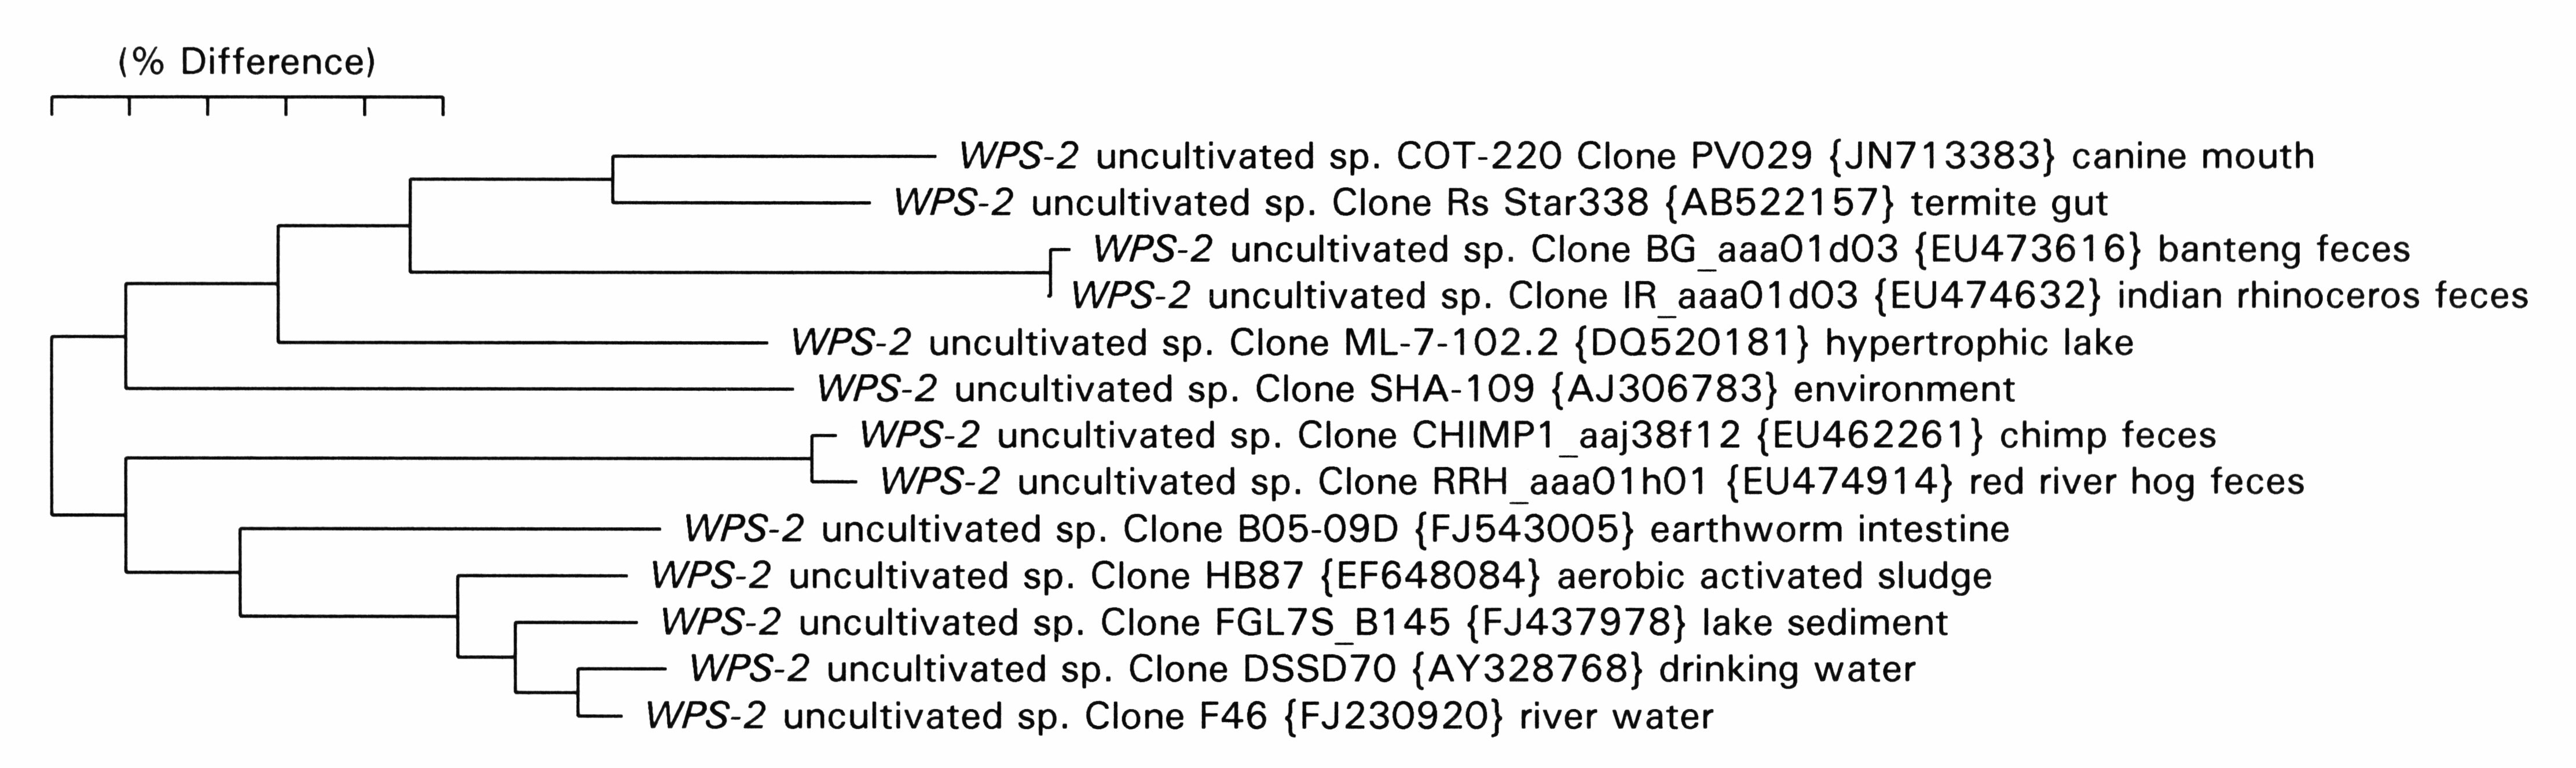 (% Difference)
WPS-2 uncultivated sp. COT-220 Clone PV029 {JN713383} canine mouth
WPS-2 uncultivated sp. Clone Rs Star338 {AB522157} termite gut
WPS-2 uncultivated sp. Clone BG_aaa01d03 {EU473616} banteng feces
WPS-2 uncultivated sp. Clone IR_aaa01d03 {EU474632} indian rhinoceros feces
WPS-2 uncultivated sp. Clone ML-7-102.2 {DQ520181} hypertrophic lake
WPS-2 uncultivated sp. Clone SHA-109 {AJ306783} environment
WPS-2 uncultivated sp. Clone CHIMP1_aaj38f12 {EU462261} chimp feces
WPS-2 uncultivated sp. Clone RRH_aaa01h01 {EU474914} red river hog feces
WPS-2 uncultivated sp. Clone B05-09D {FJ543005} earthworm intestine
WPS-2 uncultivated sp. Clone HB87 {EF648084} aerobic activated sludge
WPS-2 uncultivated sp. Clone FGL7S_B145 {FJ437978} lake sediment
WPS-2 uncultivated sp. Clone DSSD70 {AY328768} drinking water
WPS-2 uncultivated sp. Clone F46 {FJ230920} river water